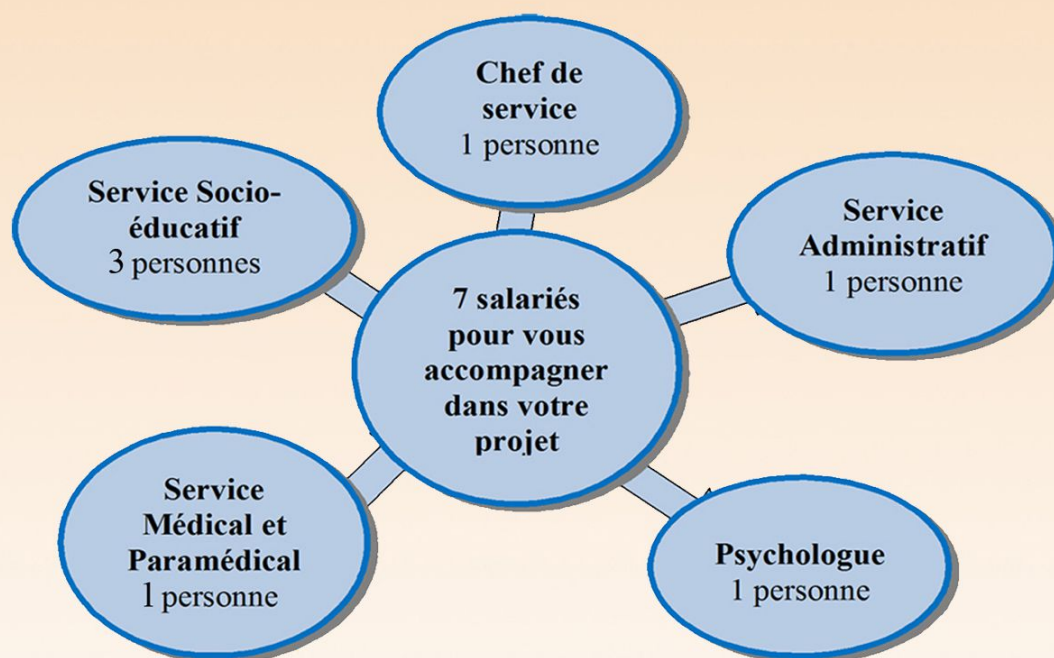 Chef de
service
1 personne
Service Socio-
éducatif
3 personnes
Service
Administratif
1 personne
7 salariés
pour vous
accompagner
dans votre
projet
Service
Médical et
Paramédical
1 personne
Psychologue
1 personne